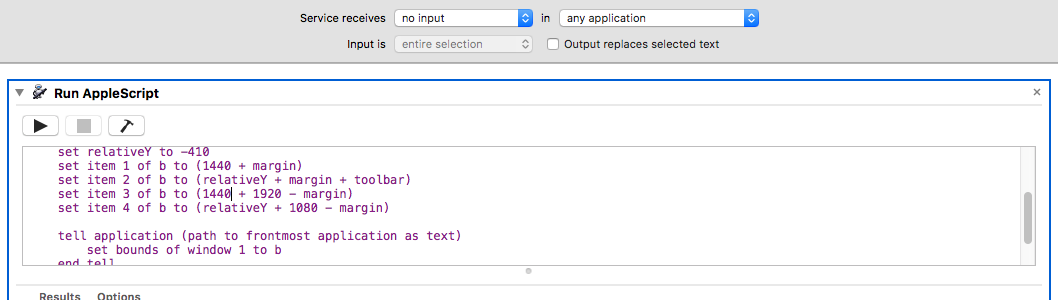 Service receives no input in any application
Input is entire selection Output replaces selected text
Run AppleScript
set relativeY to -410
set item 1 of b to (1440 + margin)
set item 2 of b to (relativeY + margin + toolbar)
set item 3 of b to (1440 + 1920 - margin)
set item 4 of b to (relativeY + 1080 - margin)
tell application (path to frontmost application as text)
set bounds of window 1 to b
end tell
Results Options